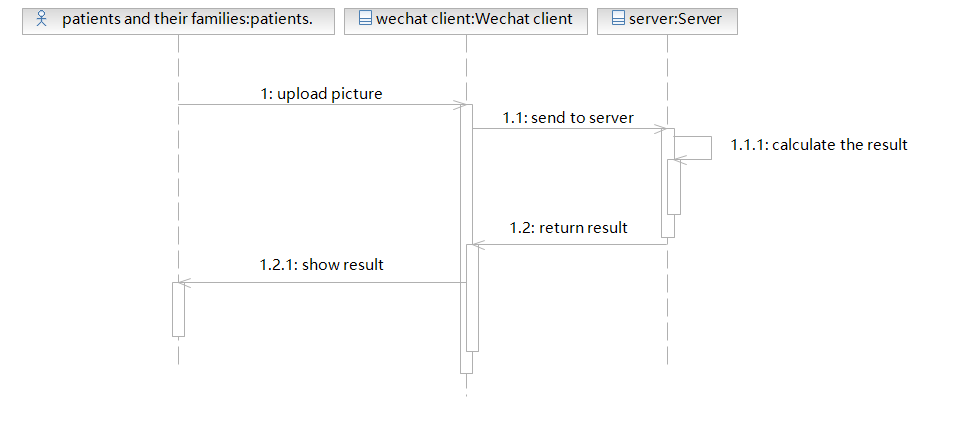 patients and their families:patients.
wechat client:Wechat client
server:Server
1: upload picture
1.1: send to server
1.1.1: calculate the result
1.2: return result
1.2.1: show result